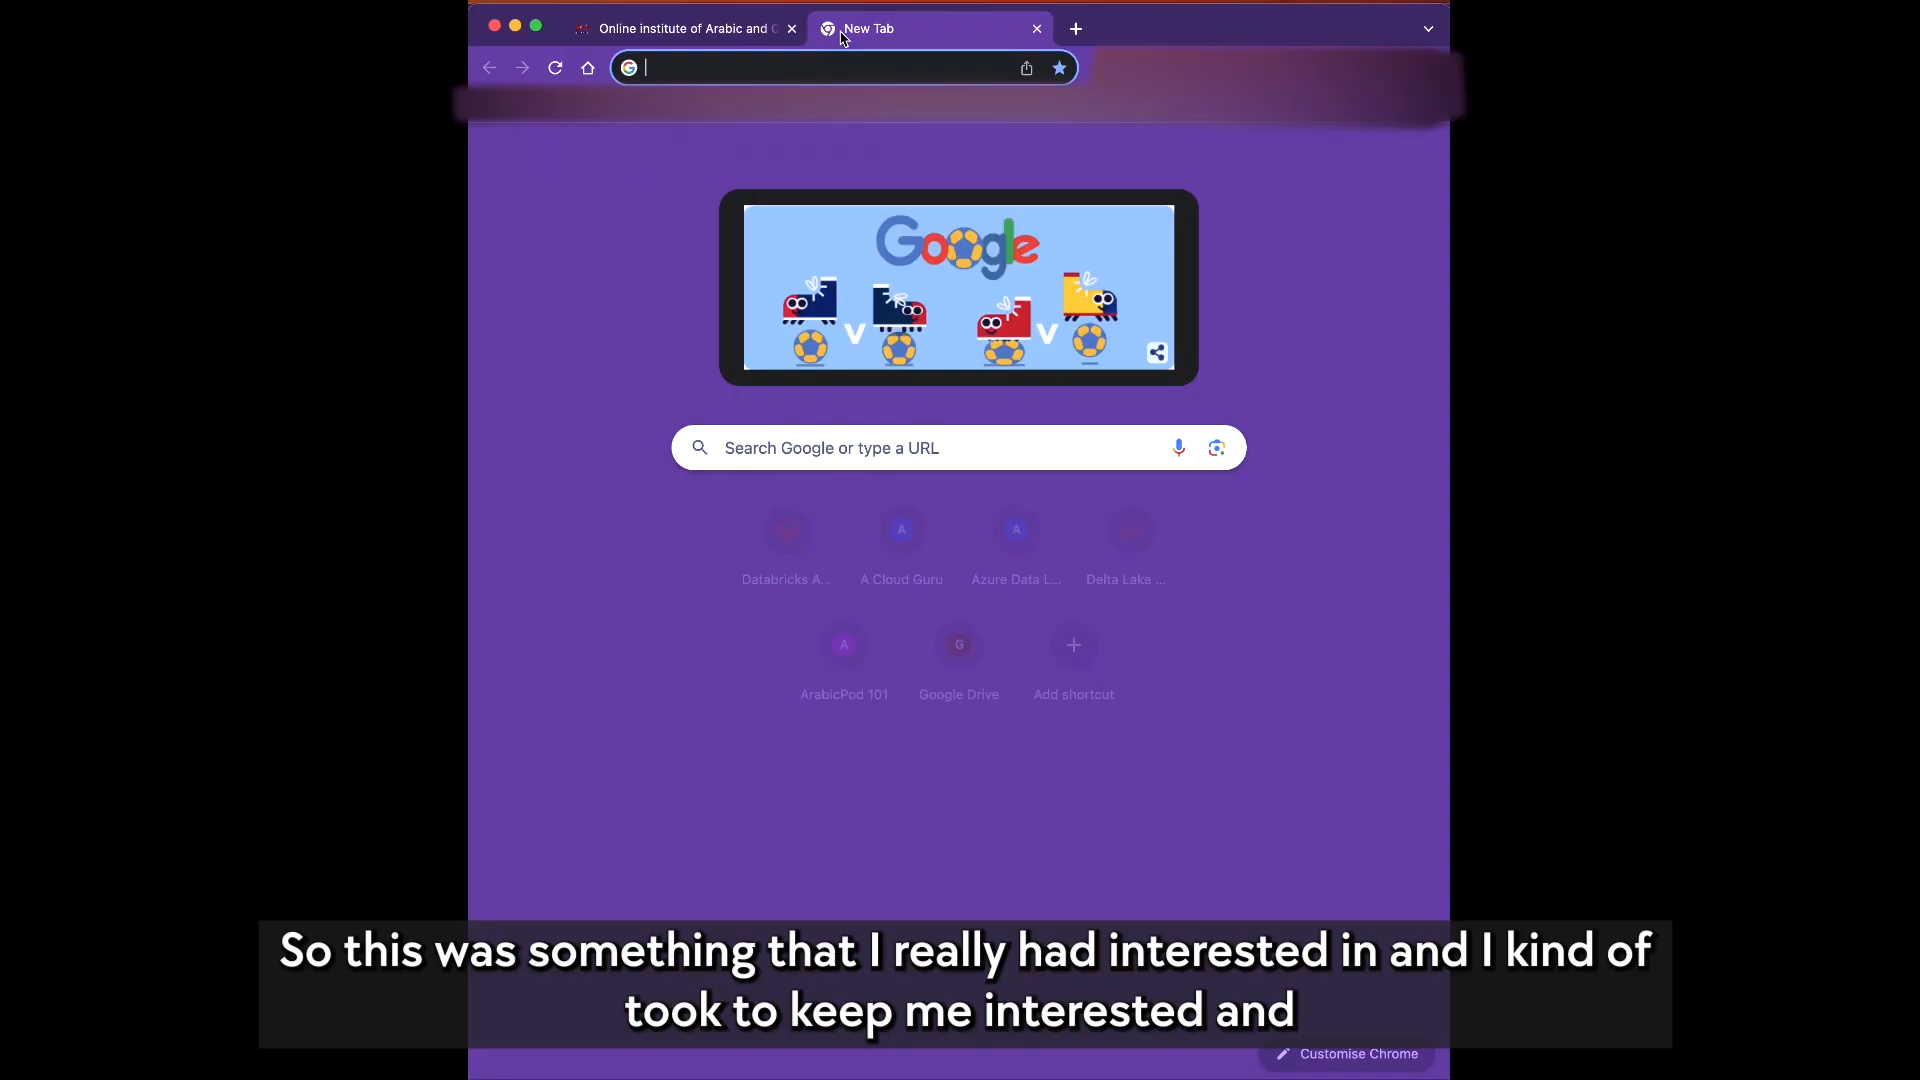 Online institute of Arabic and
New Tab
Google
V
V
Search Google or type a URL
Databricks A...
A Cloud Guru
Azure Data L...
Delta Lake ...
ArabicPod 101
Google Drive
Add shortcut
So this was something that I really had interested in and I kind of
took to keep me interested and
Customise Chrome